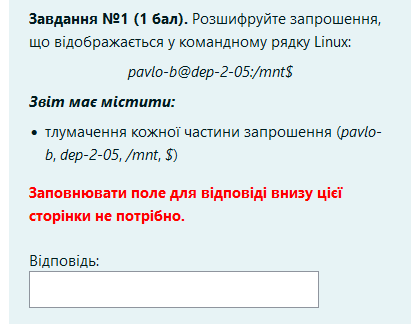 Завдання №1 (1 бал). Розшифруйте запрошення,
що відображається у командному рядку Linux:
pavlo-b@dep-2-05:/mnt$
Звіт має містити:
• тлумачення кожної частини запрошення (pavlo-
b, dep-2-05, /mnt, $)
Заповнювати поле для відповіді внизу цієї
сторінки не потрібно.
Відповідь: